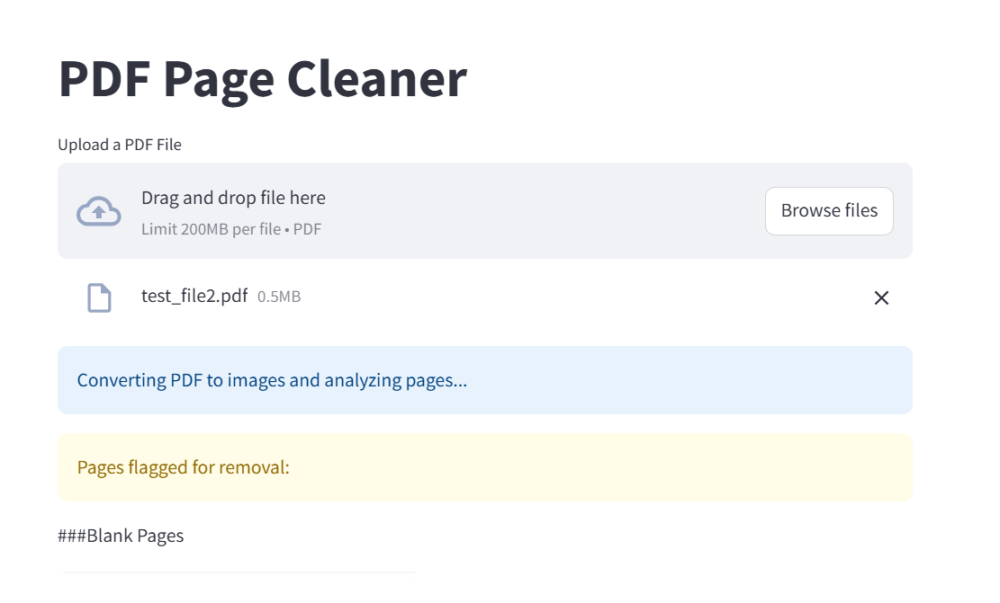 PDF Page Cleaner
Upload a PDF File
Drag and drop file here
Limit 200MB per file • PDF
Browse files
test_file2.pdf 0.5MB
Converting PDF to images and analyzing pages...
Pages flagged for removal:
###Blank Pages